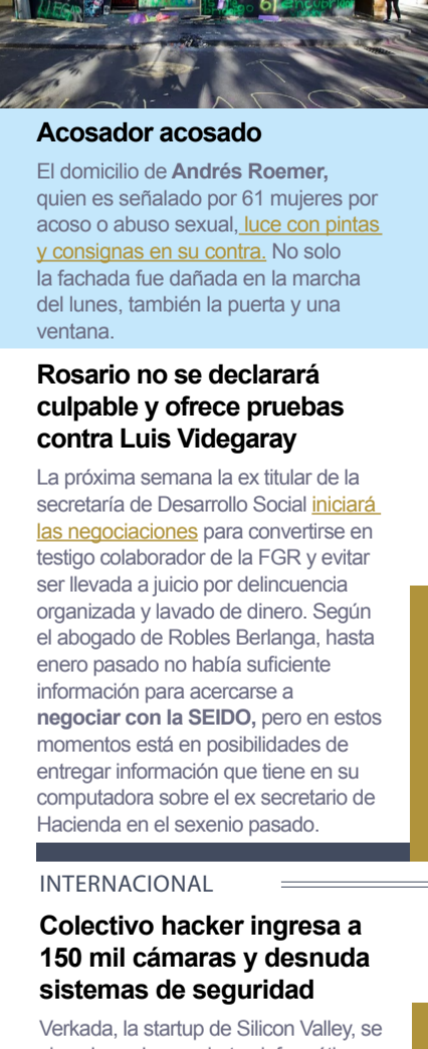 Acosador acosado
El domicilio de Andrés Roemer,
quien es señalado por 61 mujeres por
acoso o abuso sexual, luce con pintas
y consignas en su contra. No solo
la fachada fue dañada en la marcha
del lunes, también la puerta y una
ventana.
Rosario no se declarará
culpable y ofrece pruebas
contra Luis Videgaray
La próxima semana la ex titular de la
secretaría de Desarrollo Social iniciará
las negociaciones para convertirse en
testigo colaborador de la FGR y evitar
ser llevada a juicio por delincuencia
organizada y lavado de dinero. Según
el abogado de Robles Berlanga, hasta
enero pasado no había suficiente
información para acercarse a
negociar con la SEIDO, pero en estos
momentos está en posibilidades de
entregar información que tiene en su
computadora sobre el ex secretario de
Hacienda en el sexenio pasado.
INTERNACIONAL
Colectivo hacker ingresa a
150 mil cámaras y desnuda
sistemas de seguridad
Verkada, la startup de Silicon Valley, se